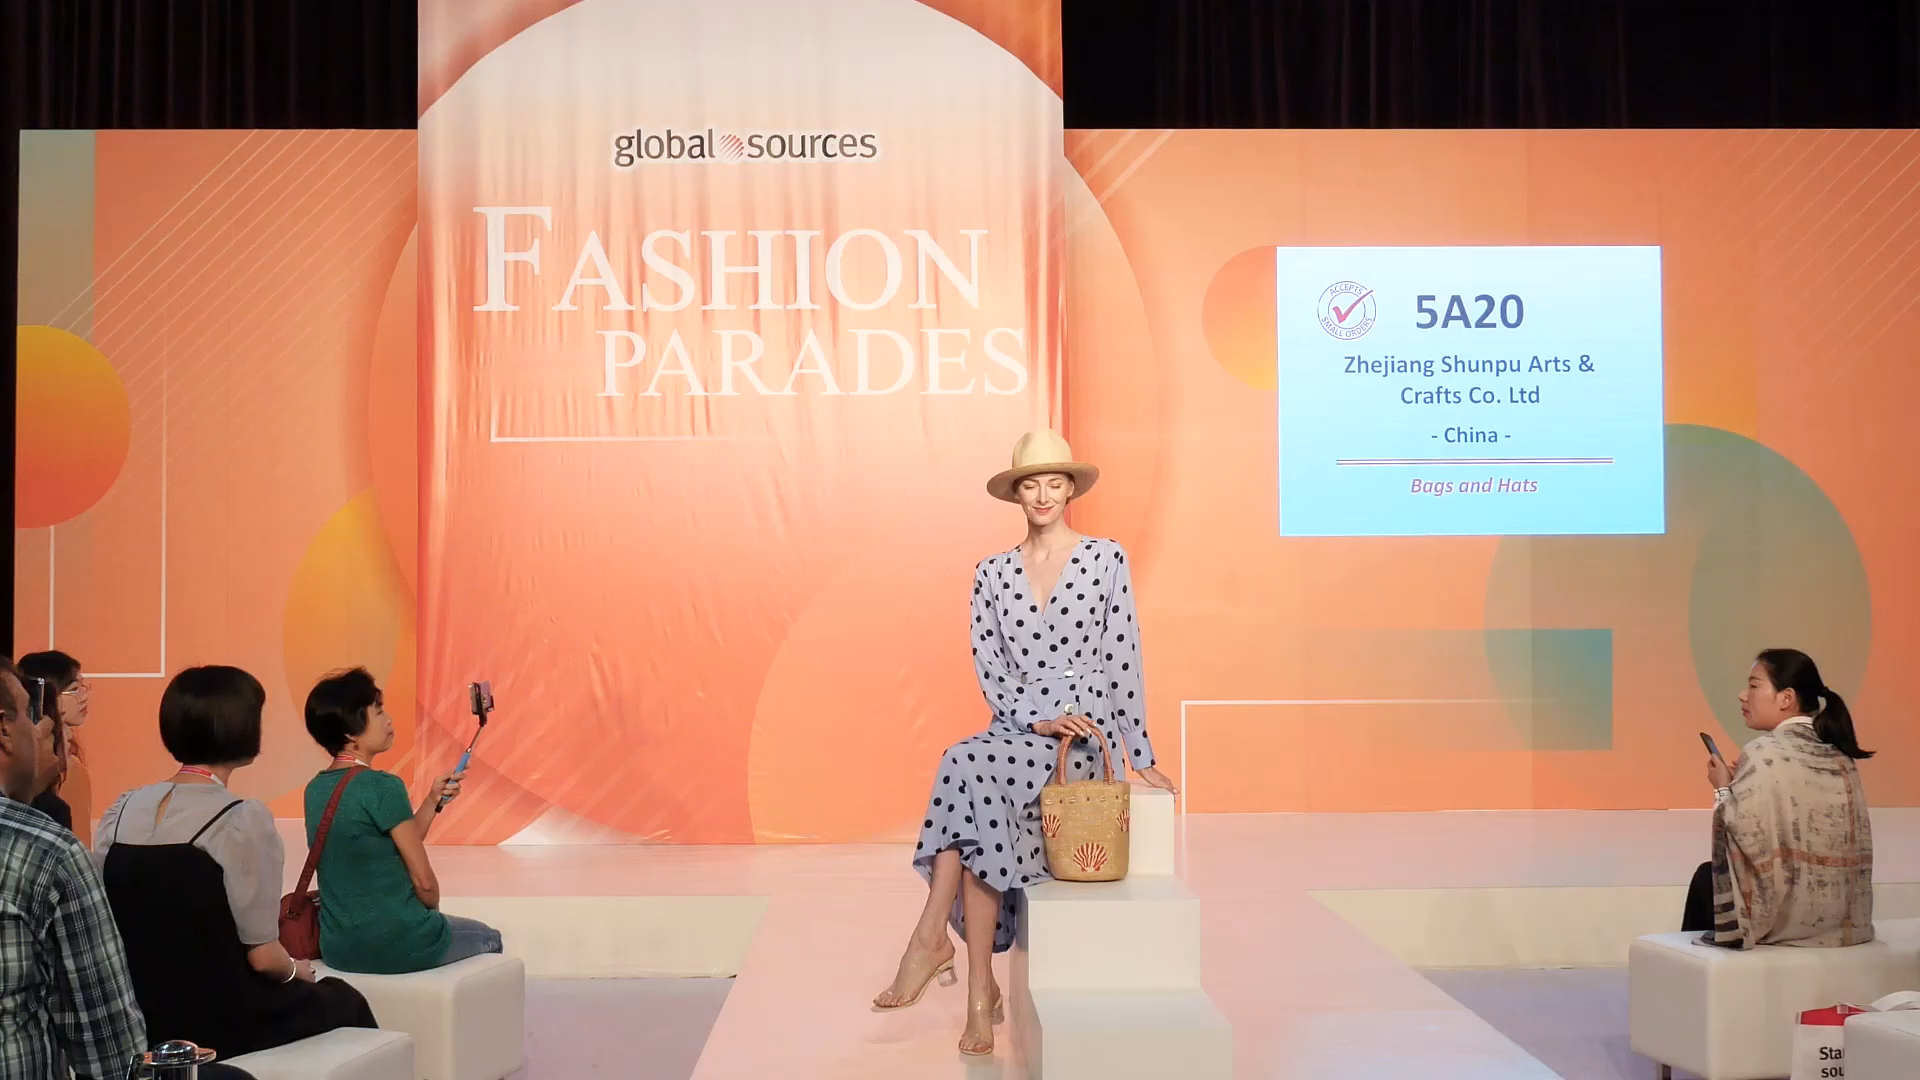 global sources
FASHION
PARADES
ACCEPTS
SMALL ORDERS
5A20
Zhejiang Shunpu Arts &
Crafts Co. Ltd
- China -
Bags and Hats